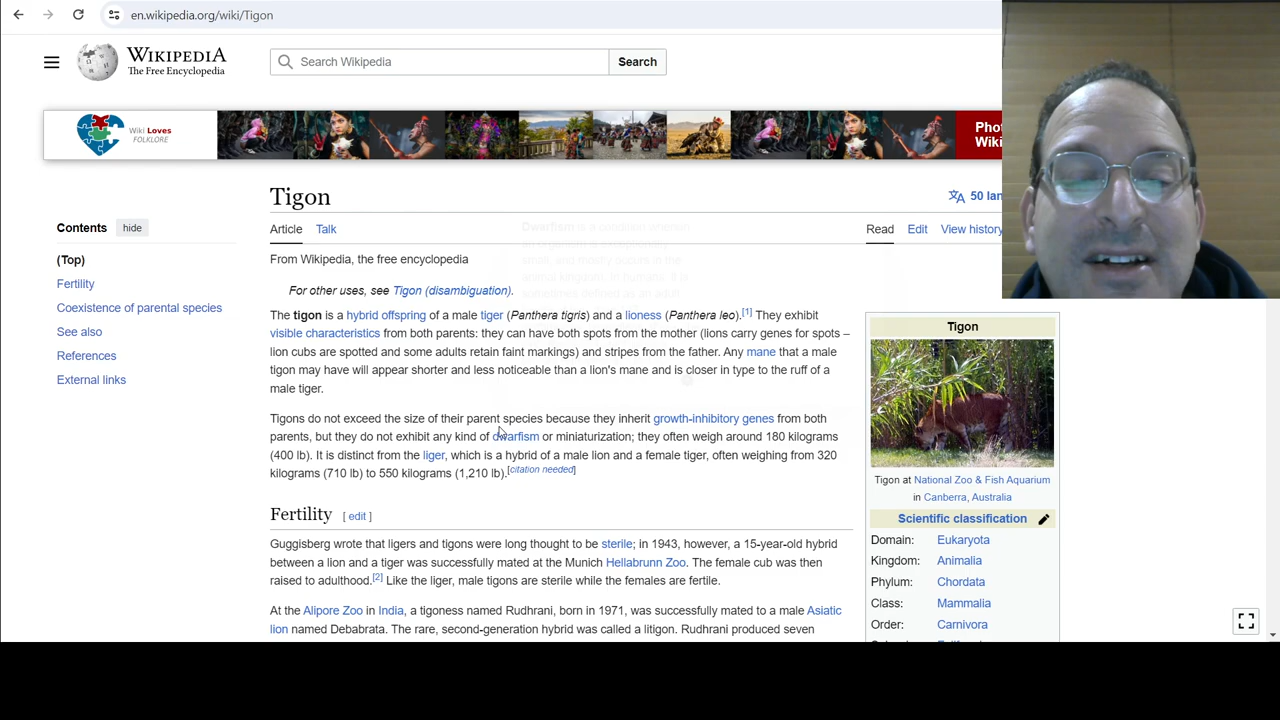 en.wikipedia.org/wiki/Tigon
WIKIPEDIA
The Free Encyclopedia
Search Wikipedia
Search
Wiki Loves
FOLKLORE
Pho
Wiki
Tigon
50 lan
Contents hide
Article Talk
Read Edit View history
(Top)
Fertility
Coexistence of parental species
See also
References
External links
From Wikipedia, the free encyclopedia
For other uses, see Tigon (disambiguation).
The tigon is a hybrid offspring of a male tiger (Panthera tigris) and a lioness (Panthera leo).[1] They exhibit
visible characteristics from both parents: they can have both spots from the mother (lions carry genes for spots –
lion cubs are spotted and some adults retain faint markings) and stripes from the father. Any mane that a male
tigon may have will appear shorter and less noticeable than a lion's mane and is closer in type to the ruff of a
male tiger.
Tigons do not exceed the size of their parent species because they inherit growth-inhibitory genes from both
parents, but they do not exhibit any kind of dwarfism or miniaturization; they often weigh around 180 kilograms
(400 lb). It is distinct from the liger, which is a hybrid of a male lion and a female tiger, often weighing from 320
kilograms (710 lb) to 550 kilograms (1,210 lb).[citation needed]
Fertility [ edit ]
Guggisberg wrote that ligers and tigons were long thought to be sterile; in 1943, however, a 15-year-old hybrid
between a lion and a tiger was successfully mated at the Munich Hellabrunn Zoo. The female cub was then
raised to adulthood.[2] Like the liger, male tigons are sterile while the females are fertile.
At the Alipore Zoo in India, a tigoness named Rudhrani, born in 1971, was successfully mated to a male Asiatic
lion named Debabrata. The rare, second-generation hybrid was called a litigon. Rudhrani produced seven
Tigon
Tigon at National Zoo & Fish Aquarium
in Canberra, Australia
Scientific classification
Domain: Eukaryota
Kingdom: Animalia
Phylum: Chordata
Class: Mammalia
Order: Carnivora